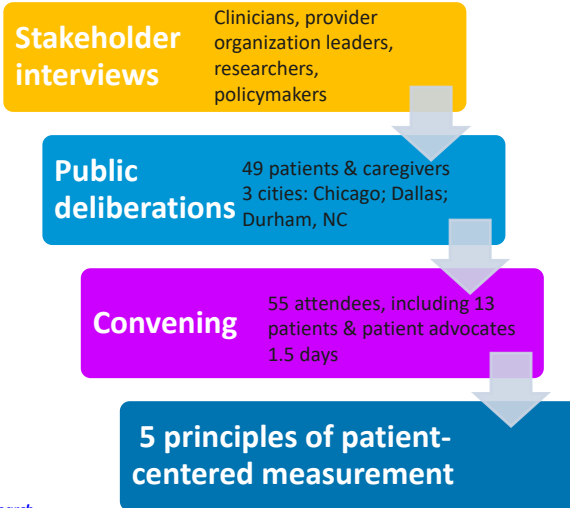 Stakeholder
interviews
Clinicians, provider
organization leaders,
researchers,
policymakers
Public
deliberations
49 patients & caregivers
3 cities: Chicago; Dallas;
Durham, NC
Convening
55 attendees, including 13
patients & patient advocates
1.5 days
5 principles of patient-
centered measurement